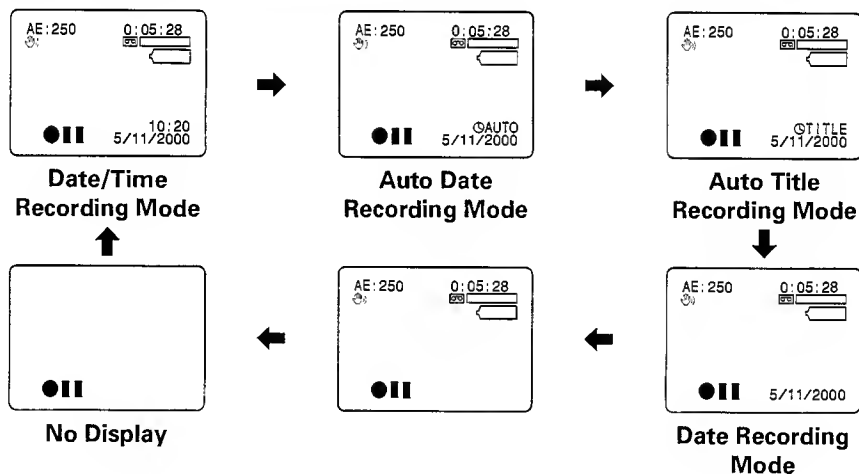 AE:250 0:05:28
10:20
5/11/2000
Date/Time
Recording Mode
AE:250 0:05:28
AUTO
5/11/2000
Auto Date
Recording Mode
AE:250 0:05:28
TITLE
5/11/2000
Auto Title
Recording Mode
No Display
AE:250 0:05:28
AE:250 0:05:28
5/11/2000
Date Recording
Mode